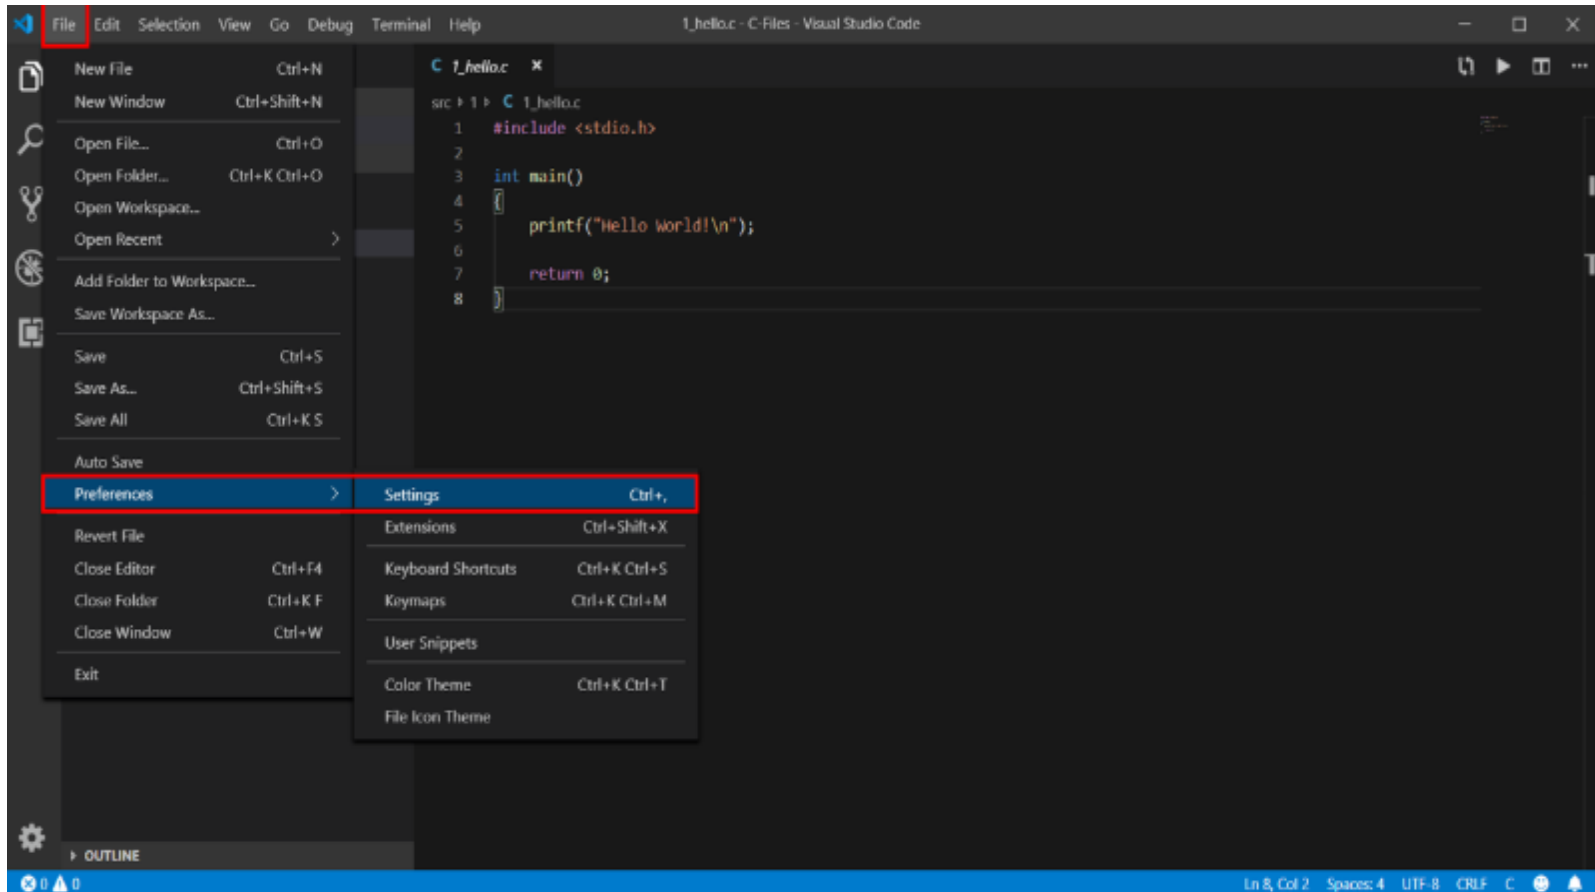 File Edit Selection View Go Debug Terminal Help 1_hello.c - C-Files - Visual Studio Code
New File Ctrl+N
New Window Ctrl+Shift+N
Open File... Ctrl+O
Open Folder... Ctrl+K Ctrl+O
Open Workspace...
Open Recent
Add Folder to Workspace...
Save Workspace As...
Save Ctrl+S
Save As... Ctrl+Shift+S
Save All Ctrl+K S
Auto Save
Preferences
Revert File
Close Editor Ctrl+F4
Close Folder Ctrl+K F
Close Window Ctrl+W
Exit
Settings Ctrl+,
Extensions Ctrl+Shift+X
Keyboard Shortcuts Ctrl+K Ctrl+S
Keymaps Ctrl+K Ctrl+M
User Snippets
Color Theme Ctrl+K Ctrl+T
File Icon Theme
C 1_hello.c
src 1 C 1_hello.c
1 #include <stdio.h>
2
3 int main()
4 {
5 printf("Hello World!\n");
6
7 return 0;
8 }
OUTLINE
0 0 Ln 8, Col 2 Spaces: 4 UTF-8 CRLF C